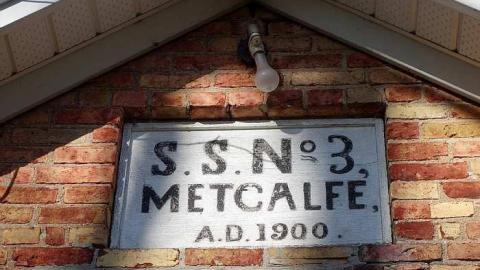 S.S.Nº3,
METCALFE,
A.D.1900.